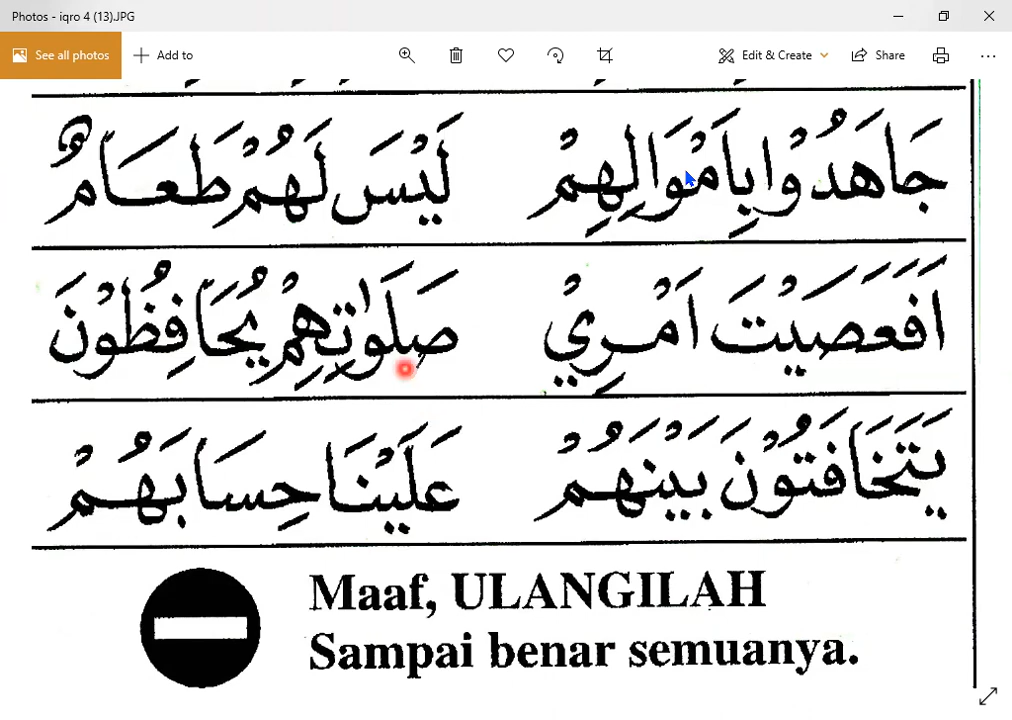 Photos - iqro 4 (13).JPG
See all photos
Add to
Edit & Create
Share
جَاهَدُوْا بِاَمْوَالِهِمْ لَيْسَ لَهُمْ طَعَامٌ
اَفَعَصَيْتَ اَمْرِيْ صَلَوٰتِهِمْ يُحَافِظُوْنَ
يَتَخَافَتُوْنَ بَيْنَهُمْ عَلَيْنَا حِسَابَهُمْ
Maaf, ULANGILAH
Sampai benar semuanya.